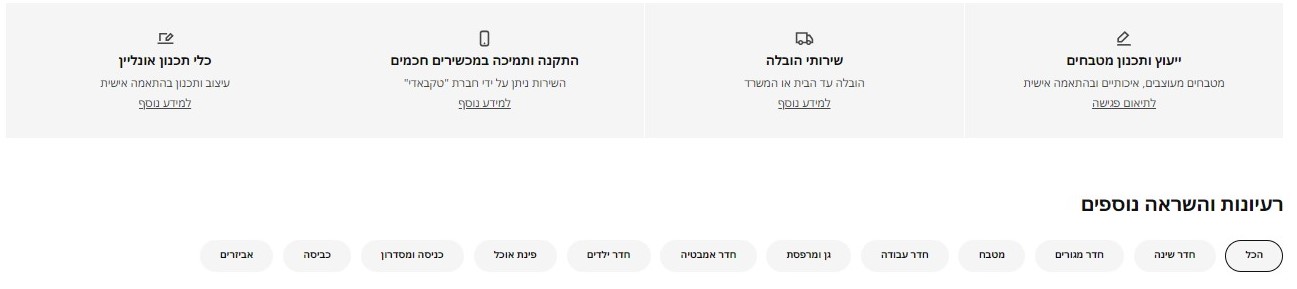 ייעוץ ותכנון מטבחים
מטבחים מעוצבים, איכותיים ובהתאמה אישית
לתיאום פגישה
שירותי הובלה
הובלה עד הבית או המשרד
למידע נוסף
התקנה ותמיכה במכשירים חכמים
השירות ניתן על ידי חברת "טקבאדי"
למידע נוסף
כלי תכנון אונליין
עיצוב ותכנון בהתאמה אישית
למידע נוסף
רעיונות והשראה נוספים
הכל
חדר שינה
חדר מגורים
מטבח
חדר עבודה
גן ומרפסת
חדר אמבטיה
חדר ילדים
פינת אוכל
כניסה ומסדרון
כביסה
אביזרים